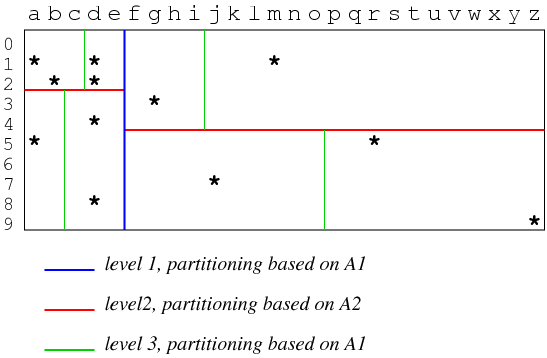 a b c d e f g h i j k l m n o p q r s t u v w x y z
0
1 * * *
2 * *
3 *
4 *
5 * *
6
7 *
8 *
9 *
level 1, partitioning based on A1
level2, partitioning based on A2
level 3, partitioning based on A1